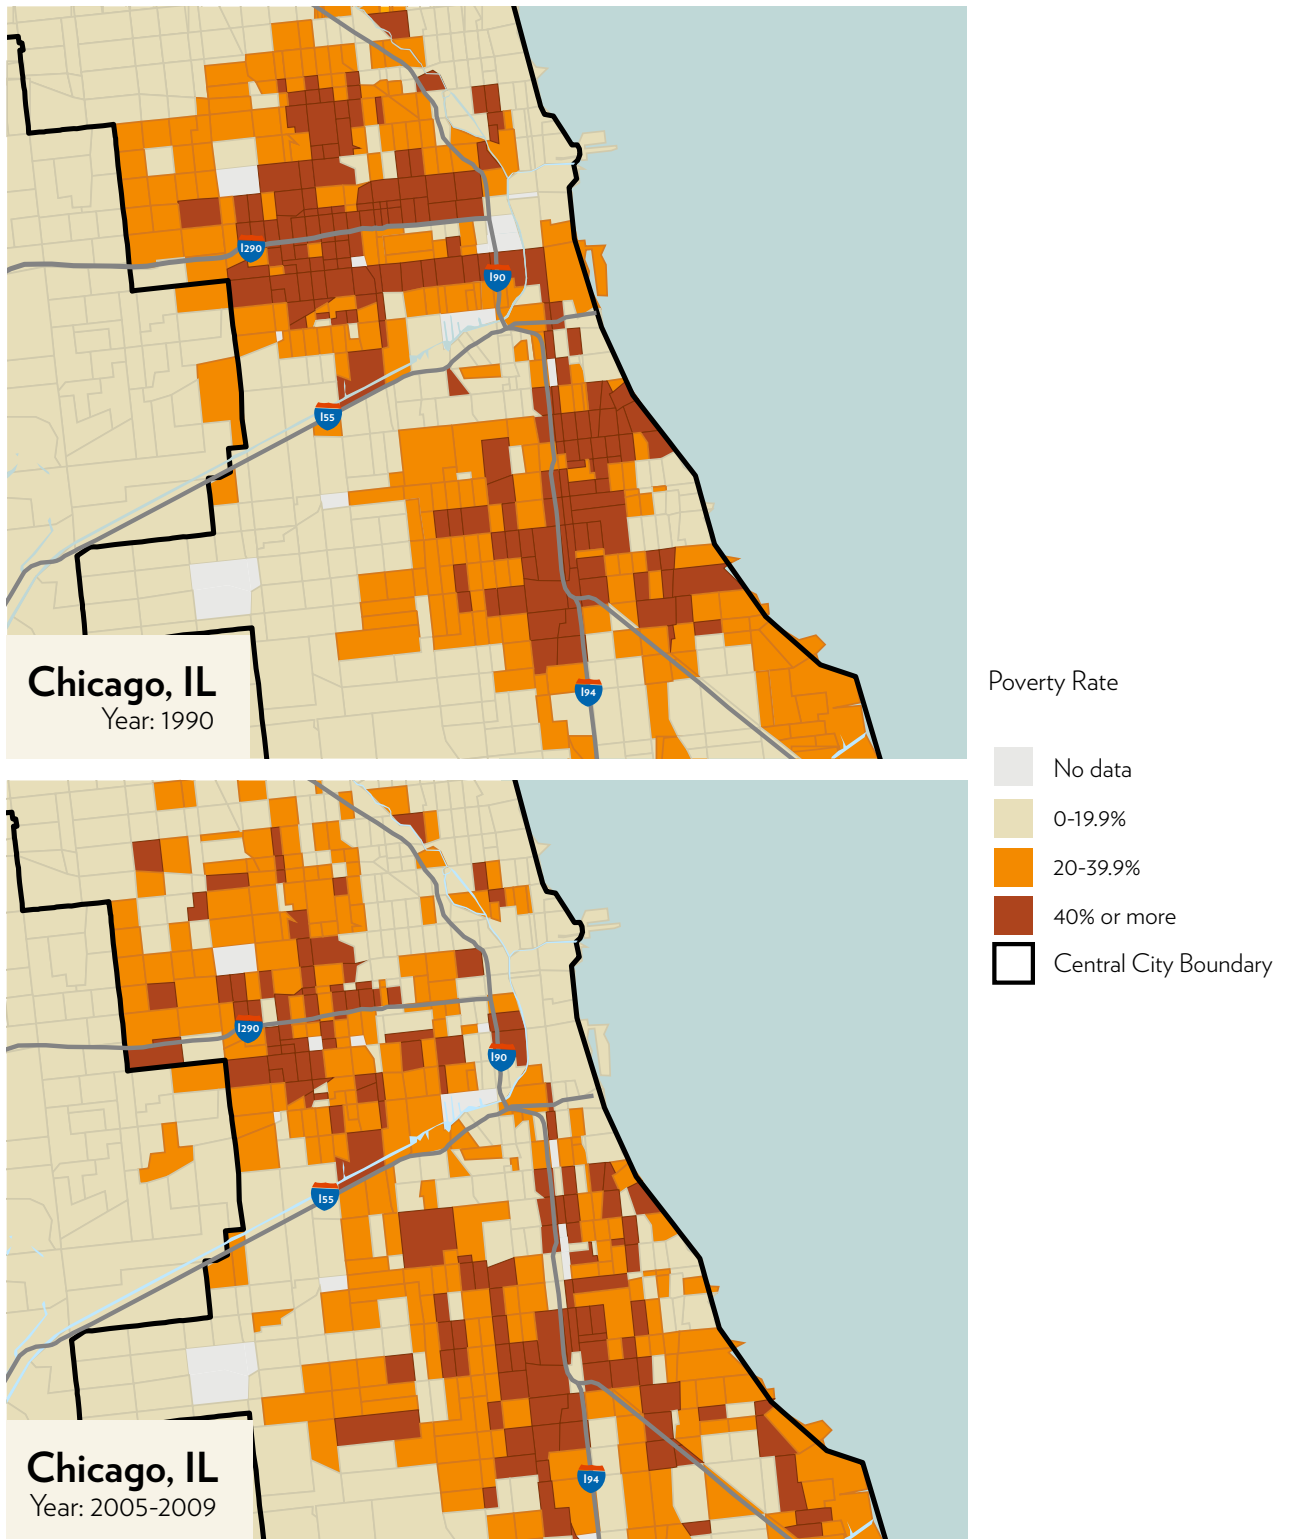 I290
I90
I55
I94
Chicago, IL
Year: 1990
Poverty Rate
No data
0-19.9%
20-39.9%
40% or more
Central City Boundary
I290
I90
I55
I94
Chicago, IL
Year: 2005-2009